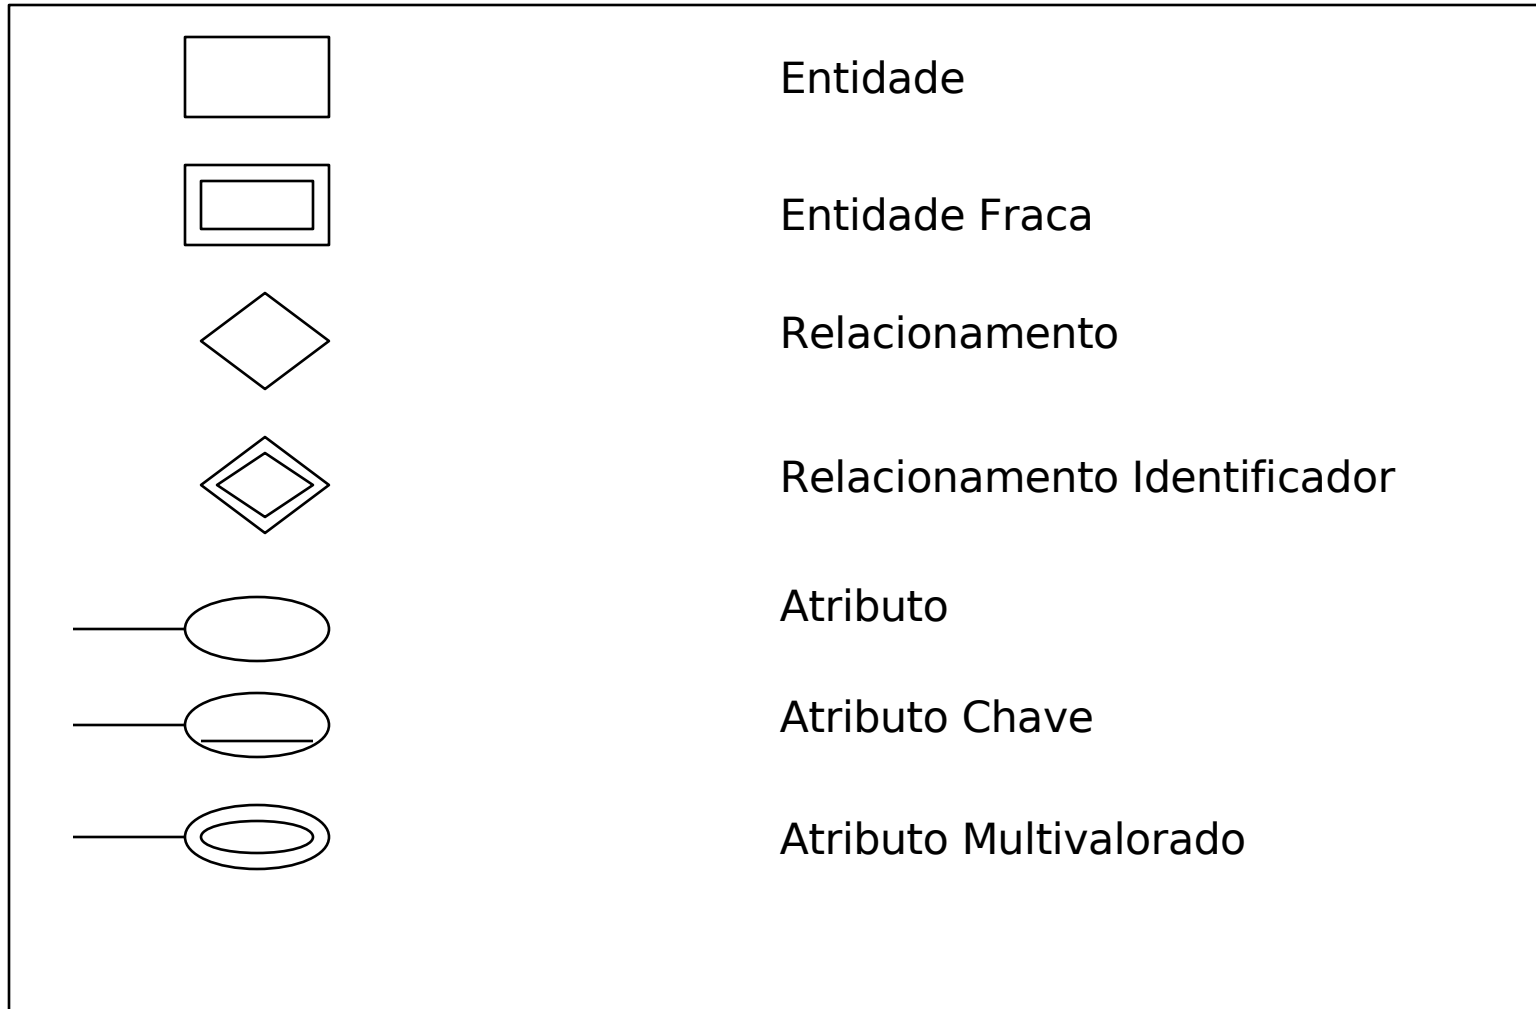 Entidade
Entidade Fraca
Relacionamento
Relacionamento Identificador
Atributo
Atributo Chave
Atributo Multivalorado